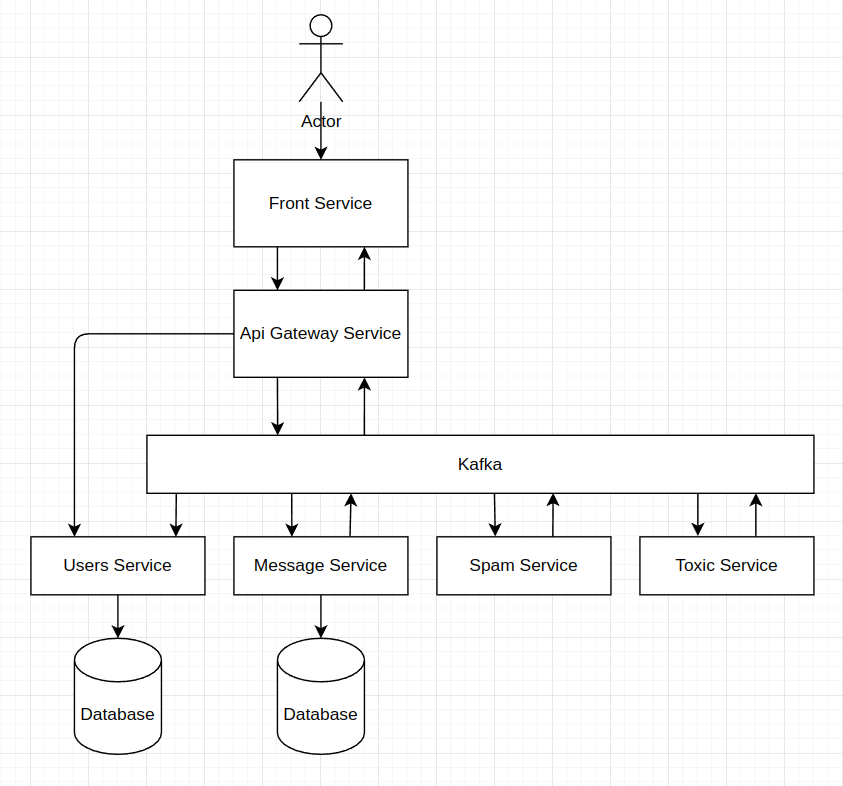 Actor
Front Service
Api Gateway Service
Kafka
Users Service
Message Service
Spam Service
Toxic Service
Database
Database